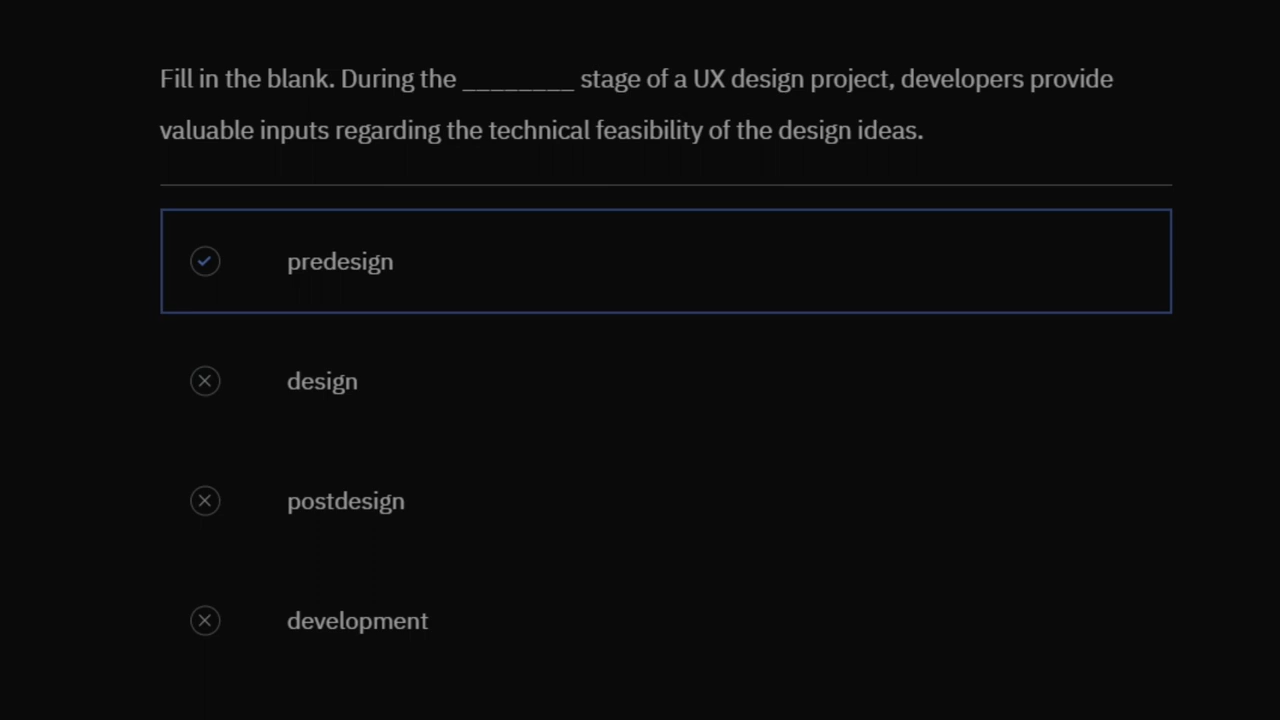 Fill in the blank. During the ________ stage of a UX design project, developers provide
valuable inputs regarding the technical feasibility of the design ideas.
predesign
design
postdesign
development